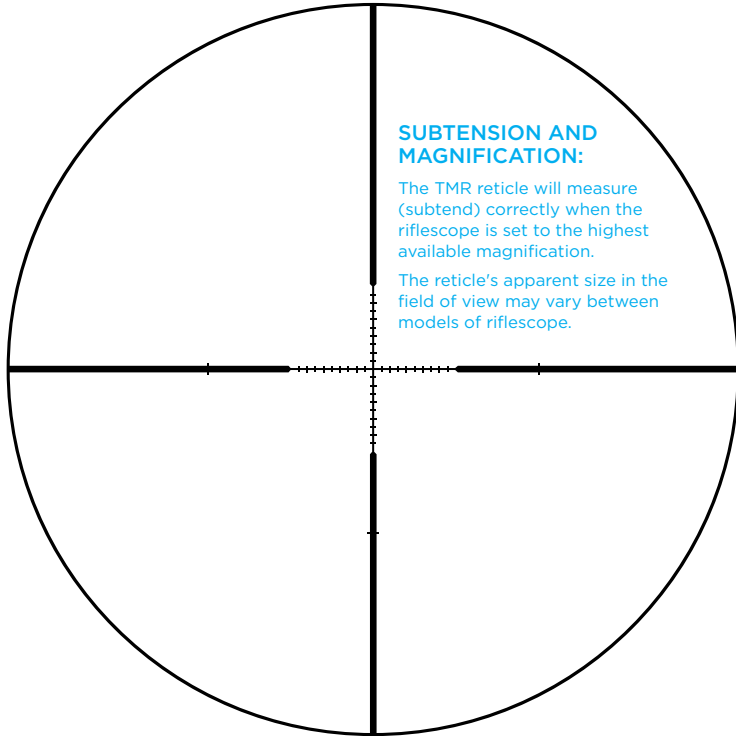 SUBTENSION AND
MAGNIFICATION:
The TMR reticle will measure
(subtend) correctly when the
riflescope is set to the highest
available magnification.
The reticle's apparent size in the
field of view may vary between
models of riflescope.